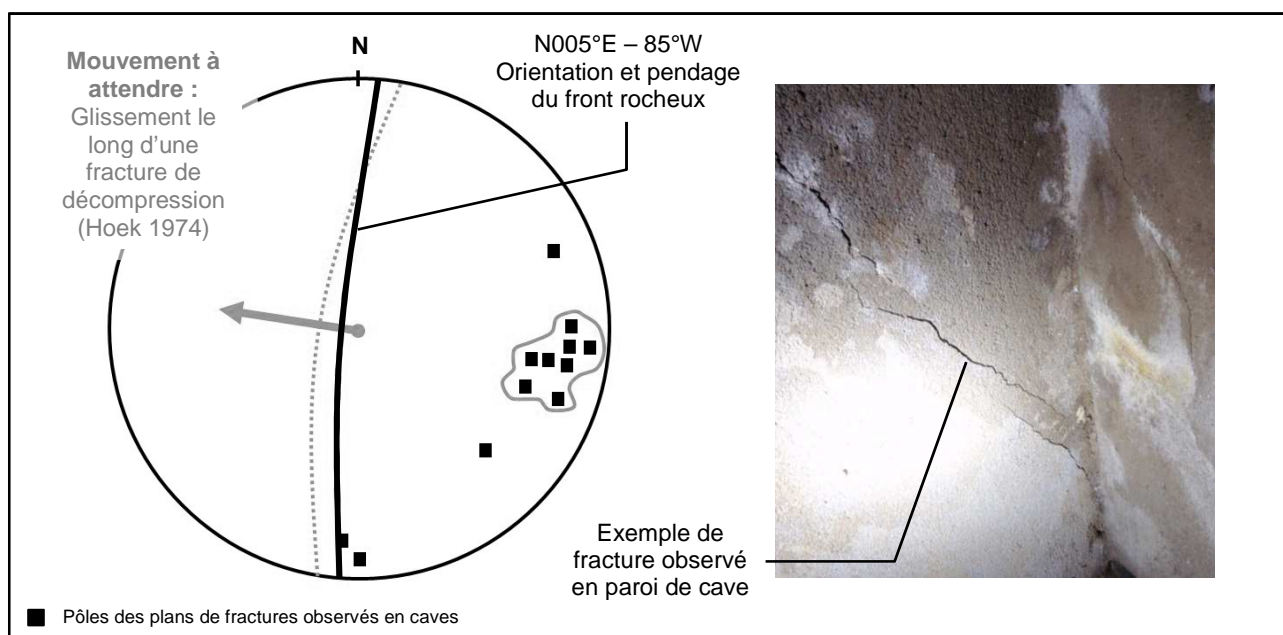 Mouvement à
attendre :
Glissement le
long d'une
fracture de
décompression
(Hoek 1974)
N
N005°E – 85°W
Orientation et pendage
du front rocheux
Exemple de
fracture observé
en paroi de cave
Pôles des plans de fractures observés en caves